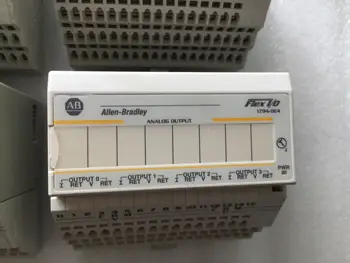 AB
Allen-Bradley
Flex I/O
1794-OE4
ANALOG OUTPUT
OUTPUT 0 OUTPUT 1 OUTPUT 2 OUTPUT 3
I RET V RET I RET V RET I RET V RET I RET V RET
PWR